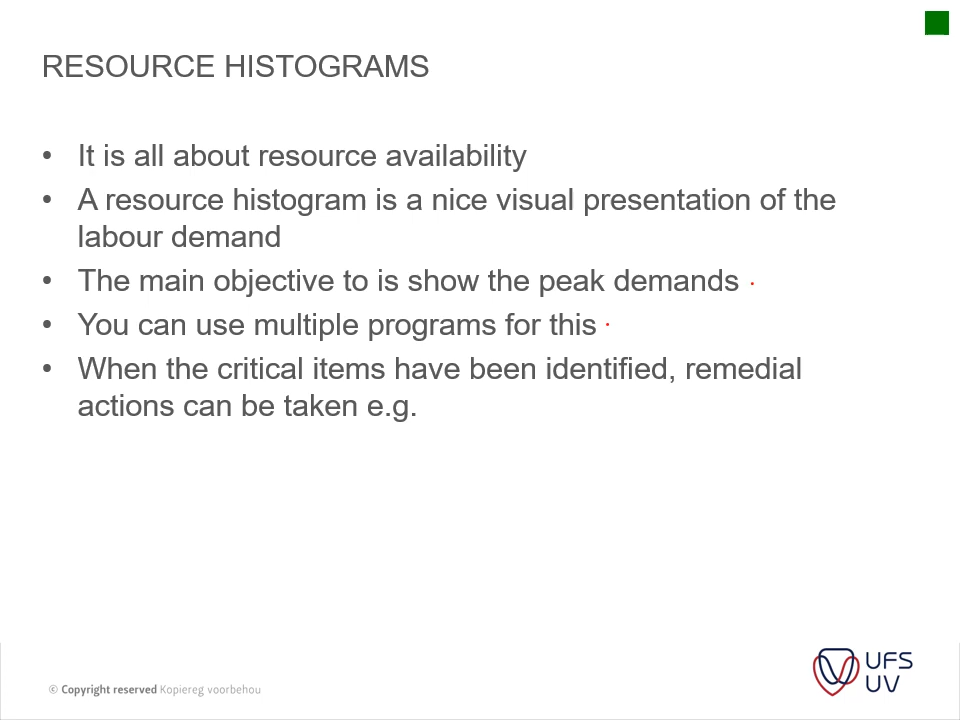 RESOURCE HISTOGRAMS
• It is all about resource availability
• A resource histogram is a nice visual presentation of the
labour demand
• The main objective to is show the peak demands
• You can use multiple programs for this
• When the critical items have been identified, remedial
actions can be taken e.g.
© Copyright reserved Kopiereg voorbehou
UFS
UV